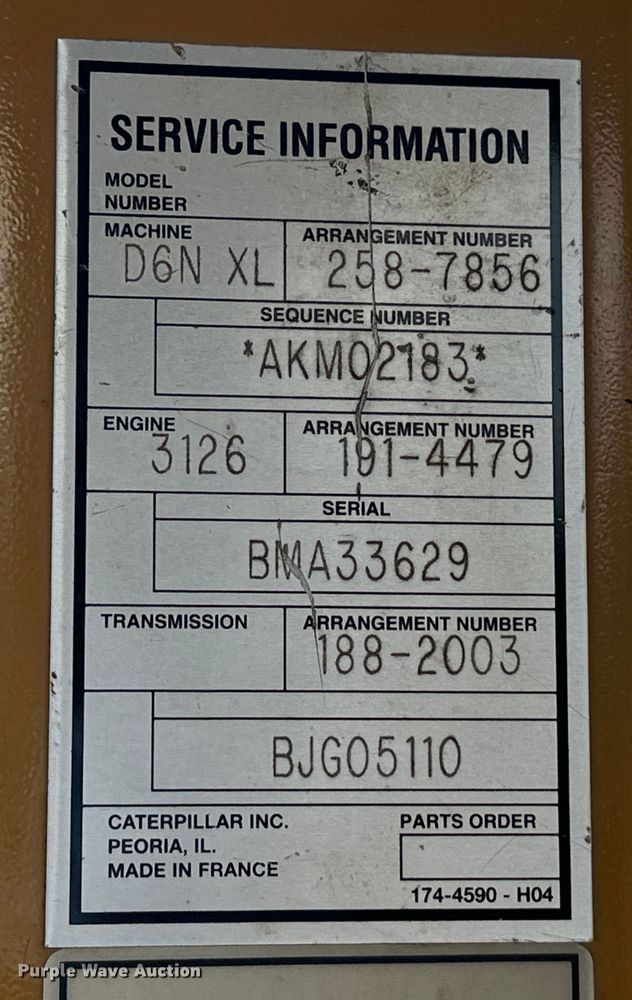 SERVICE INFORMATION
MODEL
NUMBER
MACHINE
D6N XL
ARRANGEMENT NUMBER
258-7856
SEQUENCE NUMBER
*AKM02183*
ENGINE
3126
ARRANGEMENT NUMBER
191-4479
SERIAL
BMA33629
TRANSMISSION
ARRANGEMENT NUMBER
188-2003
BJG05110
CATERPILLAR INC.
PEORIA, IL.
MADE IN FRANCE
PARTS ORDER
174-4590 - H04
Purple Wave Auction